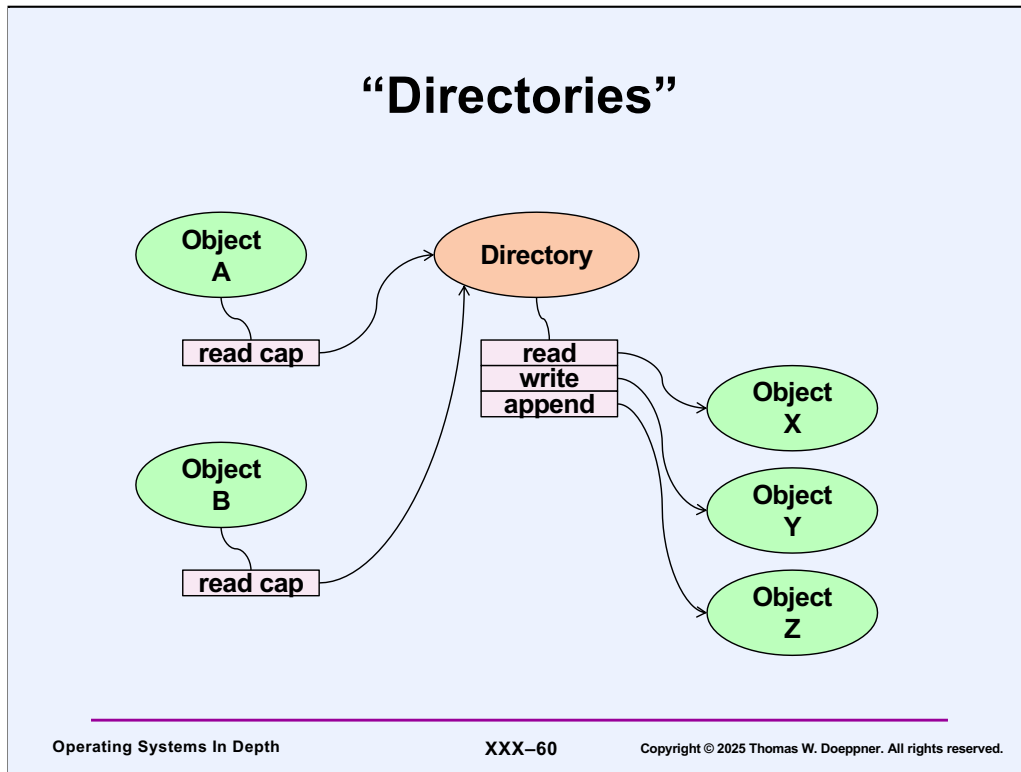 “Directories”
Object
A
Directory
read cap
read
write
append
Object
X
Object
B
Object
Y
read cap
Object
Z
Operating Systems In Depth
XXX–60
Copyright © 2025 Thomas W. Doeppner. All rights reserved.